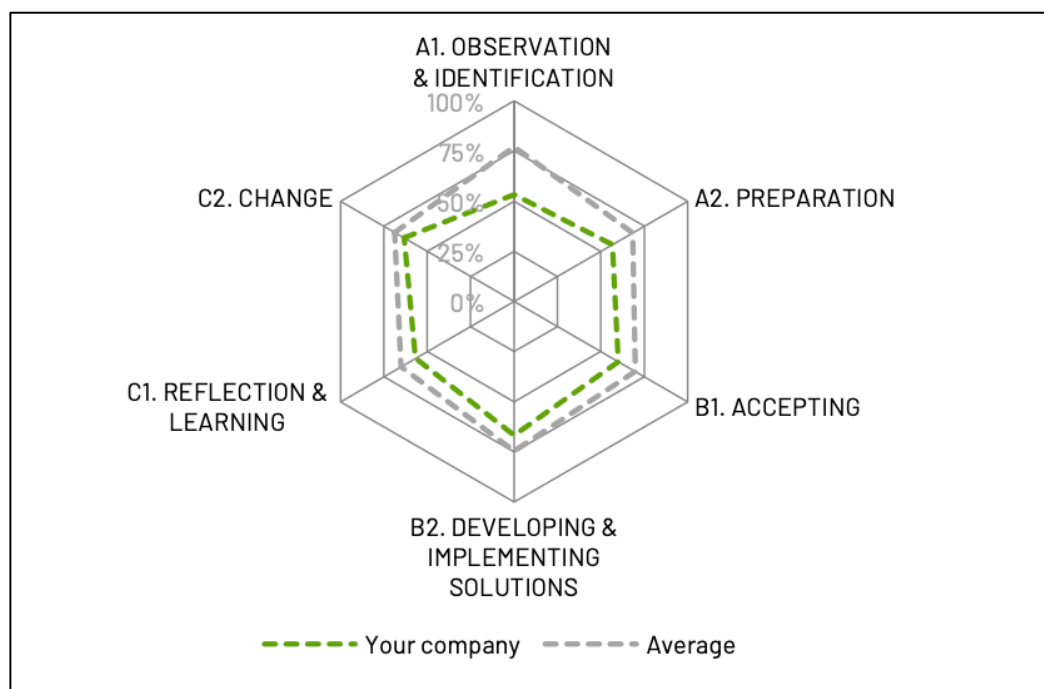 A1. OBSERVATION
& IDENTIFICATION
100%
75%
50%
25%
0%
C2. CHANGE
A2. PREPARATION
C1. REFLECTION &
LEARNING
B1. ACCEPTING
B2. DEVELOPING &
IMPLEMENTING
SOLUTIONS
Your company
Average